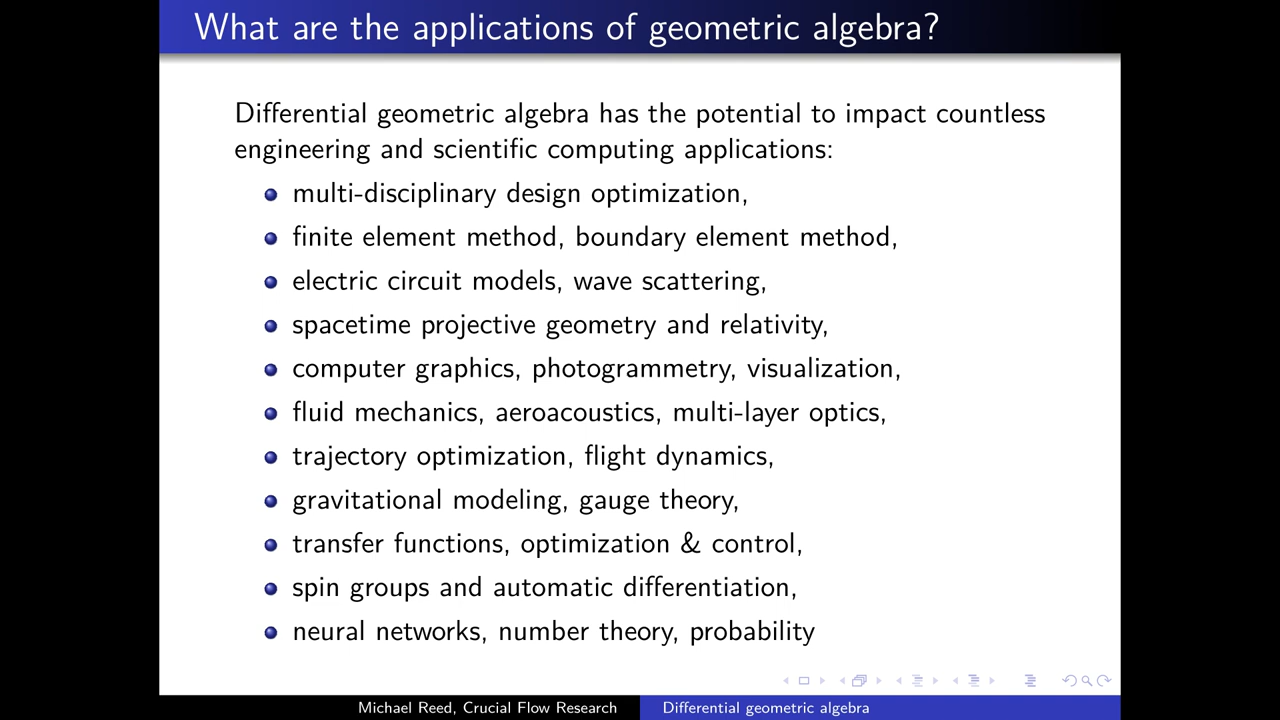 What are the applications of geometric algebra?
Differential geometric algebra has the potential to impact countless
engineering and scientific computing applications:
multi-disciplinary design optimization,
finite element method, boundary element method,
electric circuit models, wave scattering,
spacetime projective geometry and relativity,
computer graphics, photogrammetry, visualization,
fluid mechanics, aeroacoustics, multi-layer optics,
trajectory optimization, flight dynamics,
gravitational modeling, gauge theory,
transfer functions, optimization & control,
spin groups and automatic differentiation,
neural networks, number theory, probability
Michael Reed, Crucial Flow Research
Differential geometric algebra